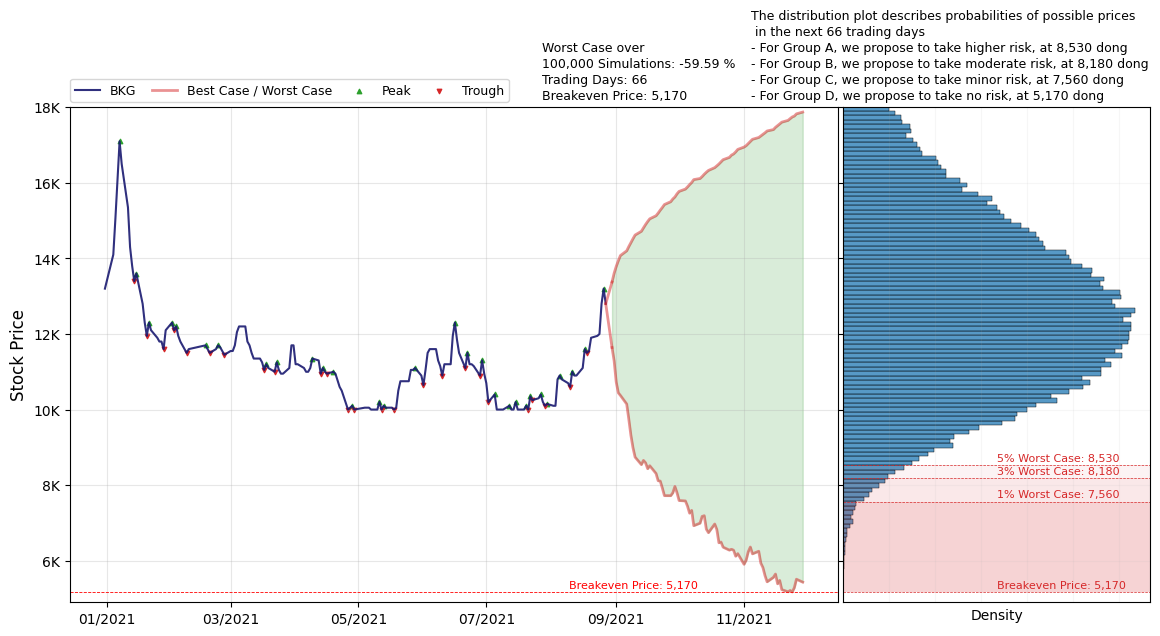 The distribution plot describes probabilities of possible prices
in the next 66 trading days
- For Group A, we propose to take higher risk, at 8,530 dong
- For Group B, we propose to take moderate risk, at 8,180 dong
- For Group C, we propose to take minor risk, at 7,560 dong
- For Group D, we propose to take no risk, at 5,170 dong
Worst Case over
100,000 Simulations: -59.59 %
Trading Days: 66
Breakeven Price: 5,170
BKG
Best Case / Worst Case
Peak
Trough
Stock Price
18K
16K
14K
12K
10K
8K
6K
Breakeven Price: 5,170
01/2021
03/2021
05/2021
07/2021
09/2021
11/2021
5% Worst Case: 8,530
3% Worst Case: 8,180
1% Worst Case: 7,560
Breakeven Price: 5,170
Density